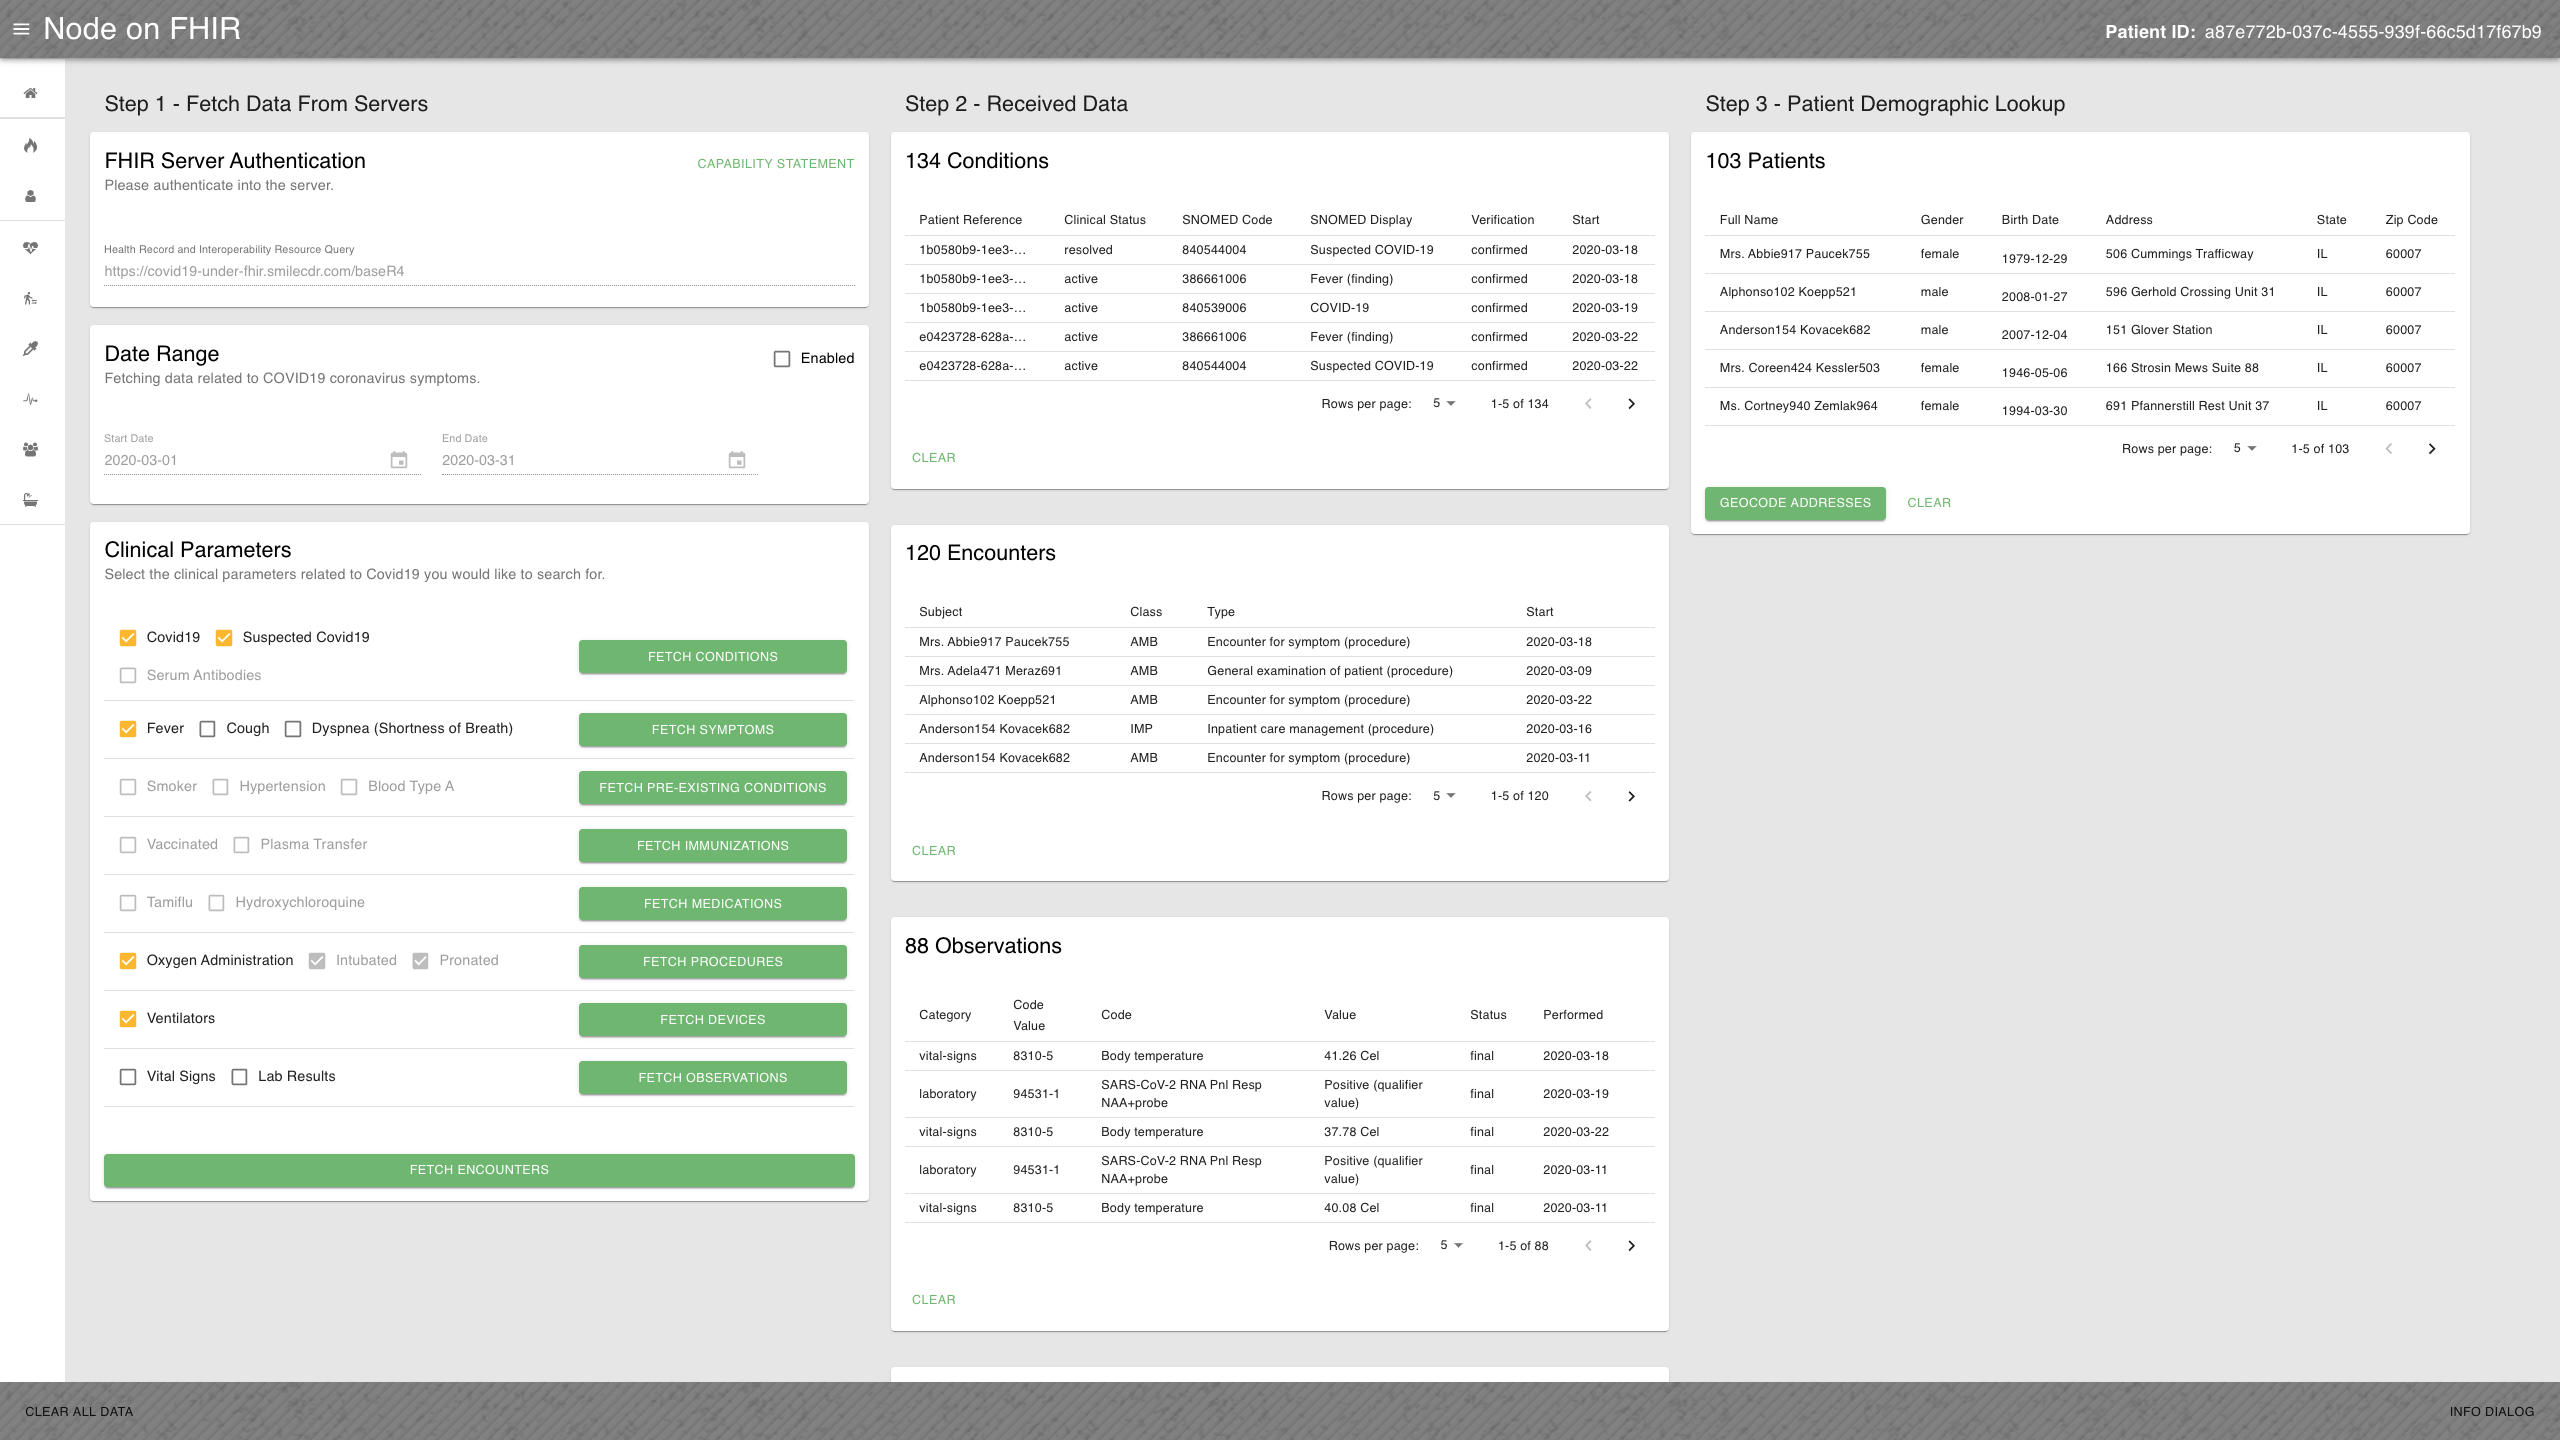 Node on FHIR
Patient ID: a87e772b-037c-4555-939f-66c5d17f67b9
Step 1 - Fetch Data From Servers
FHIR Server Authentication
CAPABILITY STATEMENT
Please authenticate into the server.
Health Record and Interoperability Resource Query
https://covid19-under-fhir.smilecdr.com/baseR4
Date Range
Enabled
Fetching data related to COVID19 coronavirus symptoms.
Start Date End Date
2020-03-01 2020-03-31
Clinical Parameters
Select the clinical parameters related to Covid19 you would like to search for.
Covid19 Suspected Covid19
Serum Antibodies
FETCH CONDITIONS
Fever Cough Dyspnea (Shortness of Breath) FETCH SYMPTOMS
Smoker Hypertension Blood Type A FETCH PRE-EXISTING CONDITIONS
Vaccinated Plasma Transfer FETCH IMMUNIZATIONS
Tamiflu Hydroxychloroquine FETCH MEDICATIONS
Oxygen Administration Intubated Pronated FETCH PROCEDURES
Ventilators FETCH DEVICES
Vital Signs Lab Results FETCH OBSERVATIONS
FETCH ENCOUNTERS
Step 2 - Received Data
134 Conditions
Patient Reference Clinical Status SNOMED Code SNOMED Display Verification Start
1b0580b9-1ee3-... resolved 840544004 Suspected COVID-19 confirmed 2020-03-18
1b0580b9-1ee3-... active 386661006 Fever (finding) confirmed 2020-03-18
1b0580b9-1ee3-... active 840539006 COVID-19 confirmed 2020-03-19
e0423728-628a-... active 386661006 Fever (finding) confirmed 2020-03-22
e0423728-628a-... active 840544004 Suspected COVID-19 confirmed 2020-03-22
Rows per page: 5 1-5 of 134
CLEAR
120 Encounters
Subject Class Type Start
Mrs. Abbie917 Paucek755 AMB Encounter for symptom (procedure) 2020-03-18
Mrs. Adela471 Meraz691 AMB General examination of patient (procedure) 2020-03-09
Alphonso102 Koepp521 AMB Encounter for symptom (procedure) 2020-03-22
Anderson154 Kovacek682 IMP Inpatient care management (procedure) 2020-03-16
Anderson154 Kovacek682 AMB Encounter for symptom (procedure) 2020-03-11
Rows per page: 5 1-5 of 120
CLEAR
88 Observations
Category Code Value Code Value Status Performed
vital-signs 8310-5 Body temperature 41.26 Cel final 2020-03-18
laboratory 94531-1 SARS-CoV-2 RNA Pnl Resp NAA+probe Positive (qualifier value) final 2020-03-19
vital-signs 8310-5 Body temperature 37.78 Cel final 2020-03-22
laboratory 94531-1 SARS-CoV-2 RNA Pnl Resp NAA+probe Positive (qualifier value) final 2020-03-11
vital-signs 8310-5 Body temperature 40.08 Cel final 2020-03-11
Rows per page: 5 1-5 of 88
CLEAR
Step 3 - Patient Demographic Lookup
103 Patients
Full Name Gender Birth Date Address State Zip Code
Mrs. Abbie917 Paucek755 female 1979-12-29 506 Cummings Trafficway IL 60007
Alphonso102 Koepp521 male 2008-01-27 596 Gerhold Crossing Unit 31 IL 60007
Anderson154 Kovacek682 male 2007-12-04 151 Glover Station IL 60007
Mrs. Coreen424 Kessler503 female 1946-05-06 166 Strosin Mews Suite 88 IL 60007
Ms. Cortney940 Zemlak964 female 1994-03-30 691 Pfannerstill Rest Unit 37 IL 60007
Rows per page: 5 1-5 of 103
GEOCODE ADDRESSES CLEAR
CLEAR ALL DATA
INFO DIALOG